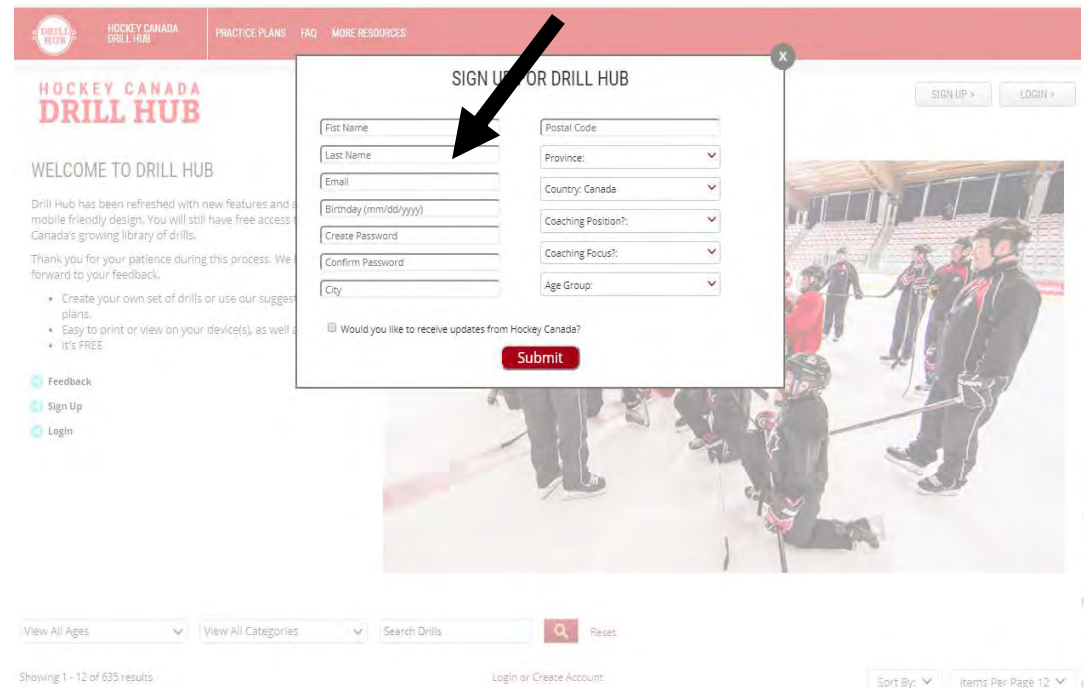 DRILL HUB
HOCKEY CANADA DRILL HUB
PRACTICE PLANS FAQ MORE RESOURCES
HOCKEY CANADA
DRILL HUB
SIGN UP > LOGIN >
WELCOME TO DRILL HUB
Drill Hub has been refreshed with new features and a
mobile friendly design. You will still have free access
Canada's growing library of drills.
Thank you for your patience during this process. We
forward to your feedback.
Create your own set of drills or use our suggest
plans.
Easy to print or view on your device(s), as well
It's FREE
Feedback
Sign Up
Login
X
SIGN UP FOR DRILL HUB
Fist Name
Last Name
Email
Birthday (mm/dd/yyyy)
Create Password
Confirm Password
City
Postal Code
Province:
Country: Canada
Coaching Position?:
Coaching Focus?:
Age Group:
Would you like to receive updates from Hockey Canada?
Submit
View All Ages View All Categories Search Drills Reset
Showing 1 - 12 of 635 results Login or Create Account Sort By: Items Per Page 12